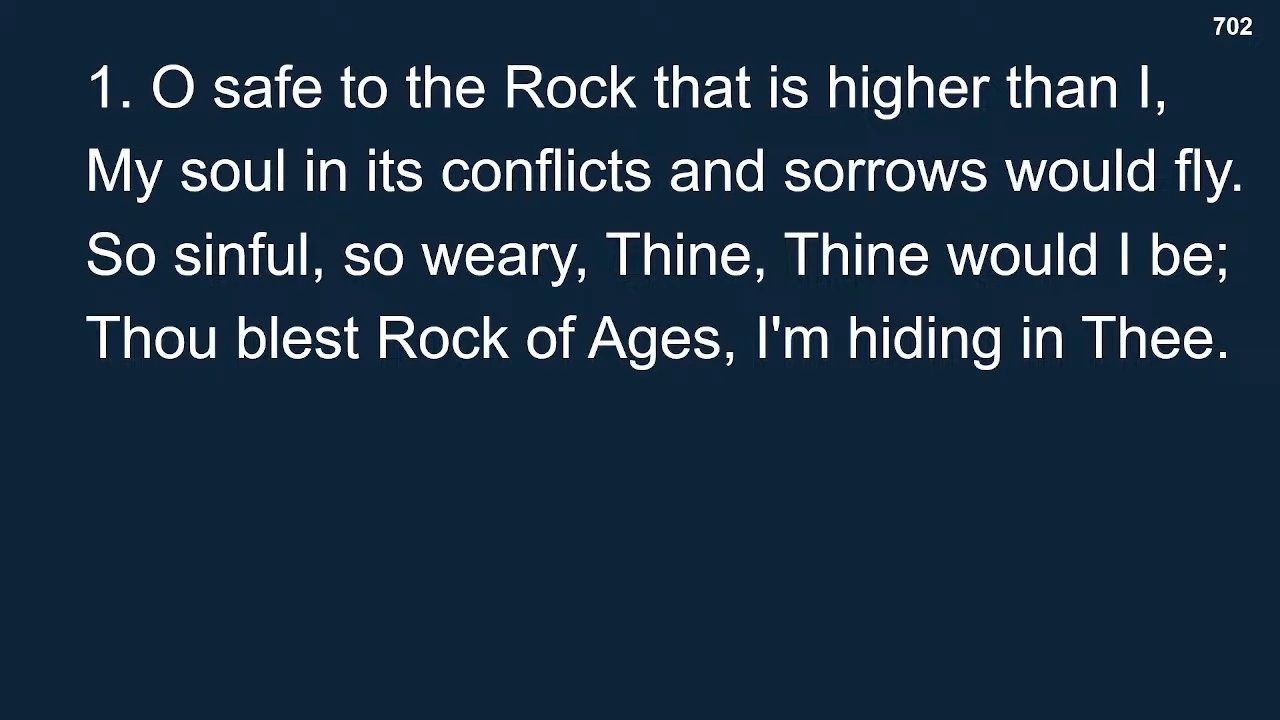 702
1. O safe to the Rock that is higher than I,
My soul in its conflicts and sorrows would fly.
So sinful, so weary, Thine, Thine would I be;
Thou blest Rock of Ages, I'm hiding in Thee.